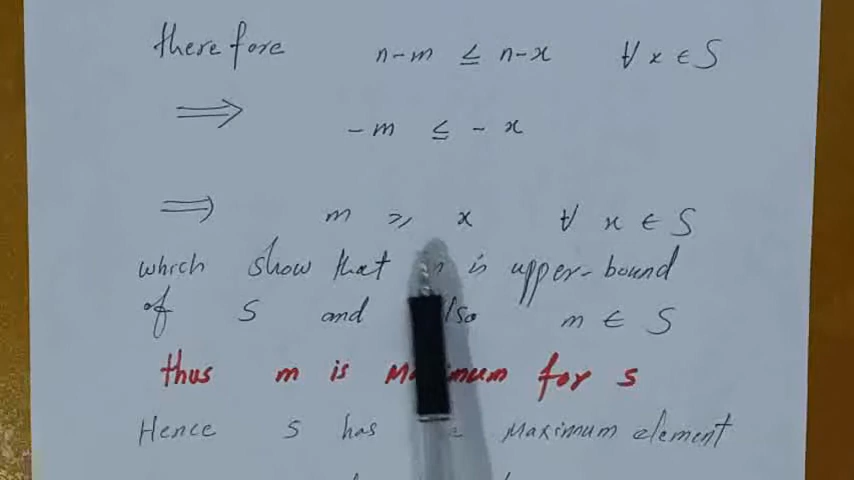 therefore n-m ≤ n-x ∀ x ∈ S
⟹ -m ≤ -x
⟹ m ≥ x ∀ x ∈ S
which show that is upper-bound
of S and m ∈ S
thus m is for s
Hence s has Maximum element